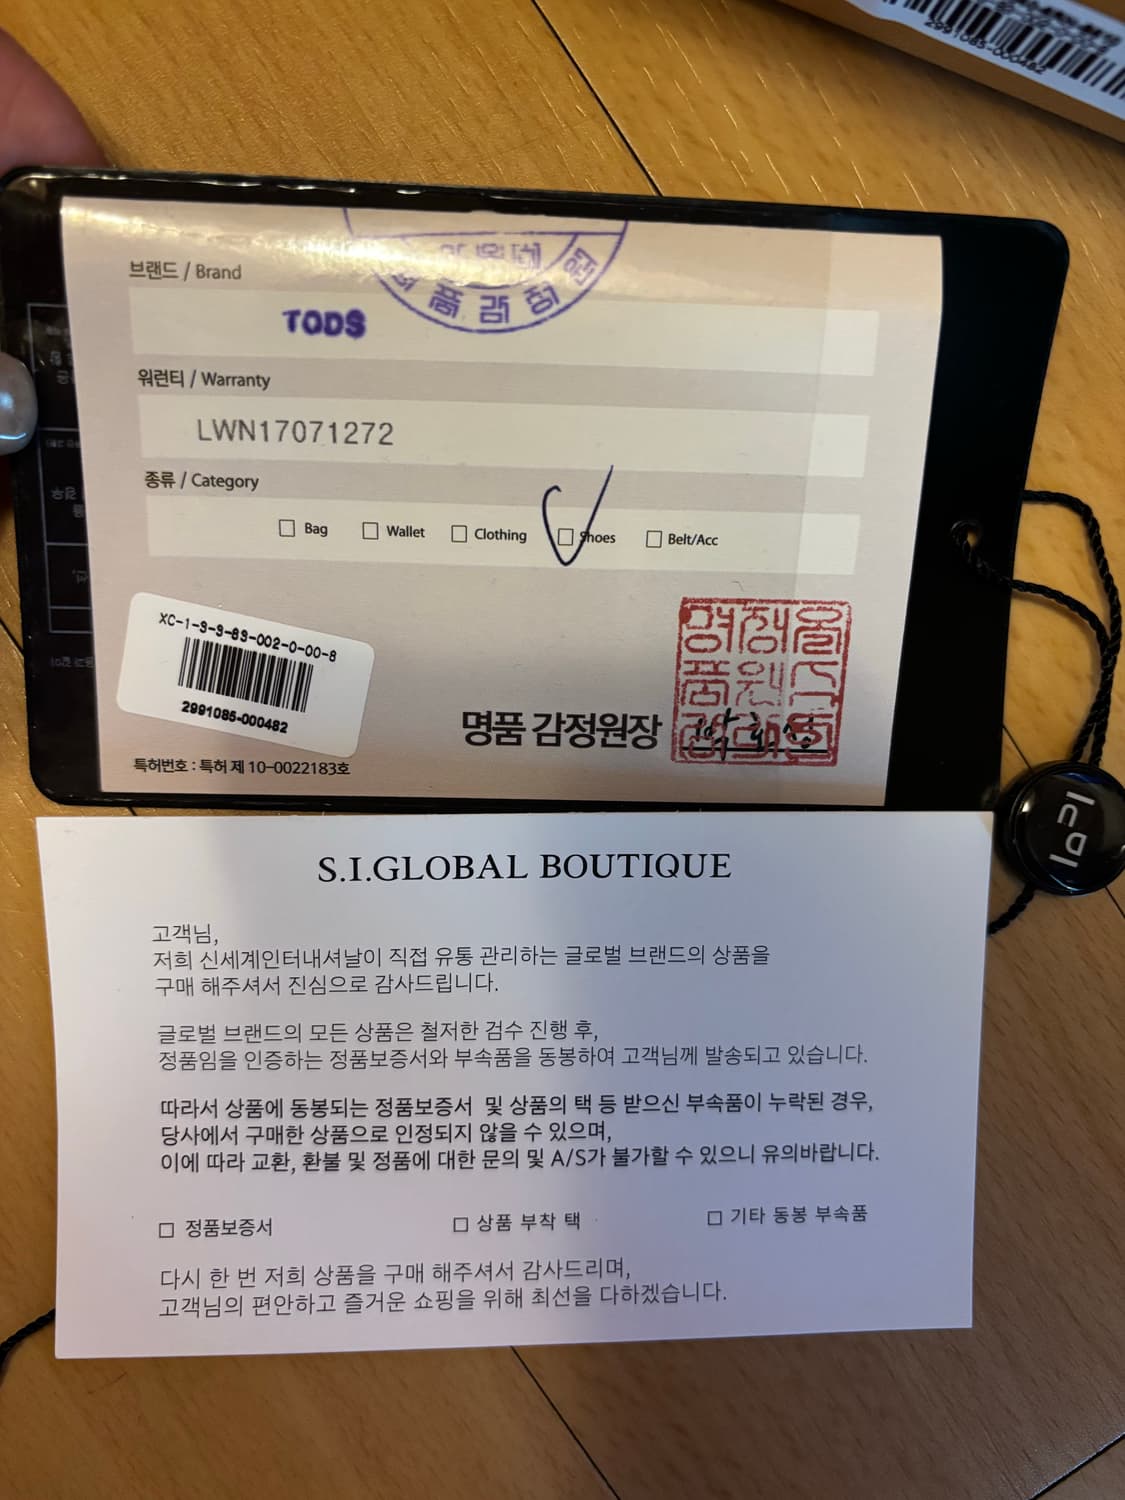 2991085-000482
브랜드 / Brand
TODS
워런티 / Warranty
LWN17071272
종류 / Category
Bag Wallet Clothing Shoes Belt/Acc
XC-1-3-3-83-002-0-00-8
2991085-000482
명품 감정원장
특허번호 : 특허 제 10-0022183호
S.I.GLOBAL BOUTIQUE
고객님,
저희 신세계인터내셔날이 직접 유통 관리하는 글로벌 브랜드의 상품을
구매 해주셔서 진심으로 감사드립니다.
글로벌 브랜드의 모든 상품은 철저한 검수 진행 후,
정품임을 인증하는 정품보증서와 부속품을 동봉하여 고객님께 발송되고 있습니다.
따라서 상품에 동봉되는 정품보증서 및 상품의 택 등 받으신 부속품이 누락된 경우,
당사에서 구매한 상품으로 인정되지 않을 수 있으며,
이에 따라 교환, 환불 및 정품에 대한 문의 및 A/S가 불가할 수 있으니 유의바랍니다.
□ 정품보증서 □ 상품 부착 택 □ 기타 동봉 부속품
다시 한 번 저희 상품을 구매 해주셔서 감사드리며,
고객님의 편안하고 즐거운 쇼핑을 위해 최선을 다하겠습니다.